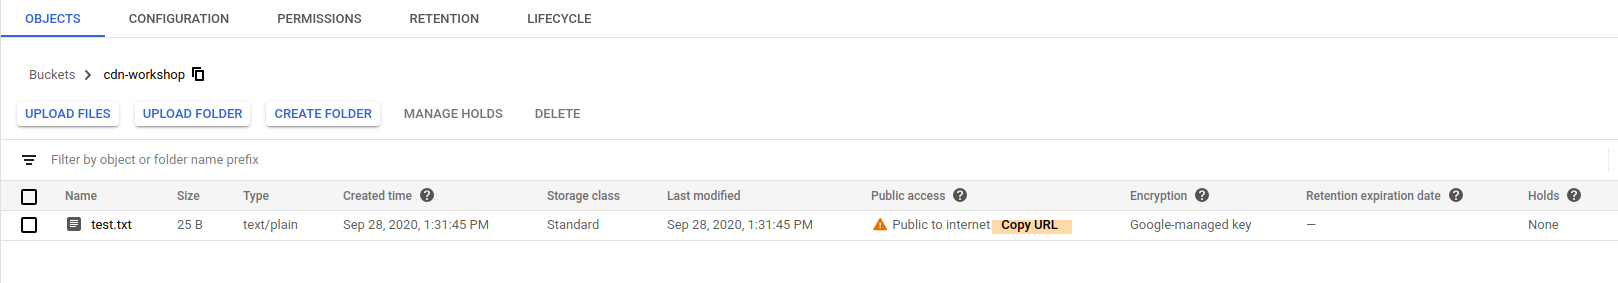 OBJECTS CONFIGURATION PERMISSIONS RETENTION LIFECYCLE
Buckets cdn-workshop
UPLOAD FILES UPLOAD FOLDER CREATE FOLDER MANAGE HOLDS DELETE
Filter by object or folder name prefix
Name Size Type Created time Storage class Last modified Public access Encryption Retention expiration date Holds
test.txt 25 B text/plain Sep 28, 2020, 1:31:45 PM Standard Sep 28, 2020, 1:31:45 PM Public to internet Copy URL Google-managed key — None